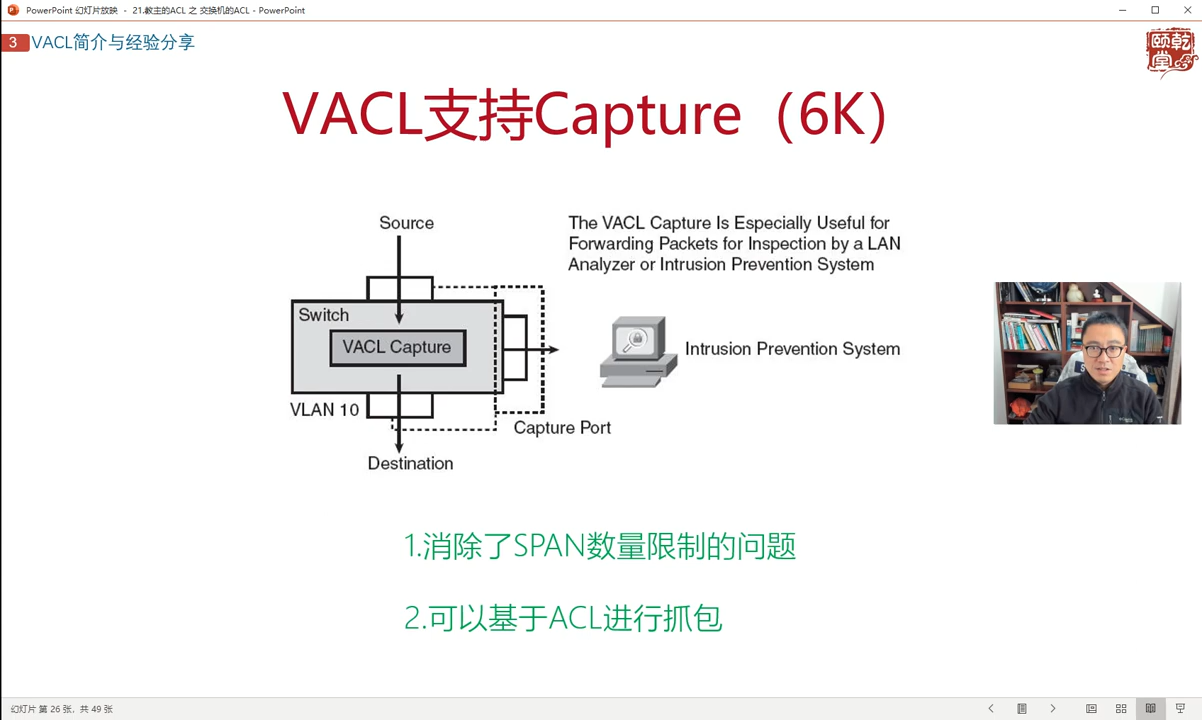 PowerPoint 幻灯片放映 - 21.教主的ACL 之 交换机的ACL - PowerPoint
3 VACL简介与经验分享
乾颐堂
VACL支持Capture（6K）
Source
The VACL Capture Is Especially Useful for
Forwarding Packets for Inspection by a LAN
Analyzer or Intrusion Prevention System
Switch
VACL Capture
Intrusion Prevention System
VLAN 10
Capture Port
Destination
1.消除了SPAN数量限制的问题
2.可以基于ACL进行抓包
幻灯片 第 26 张，共 49 张